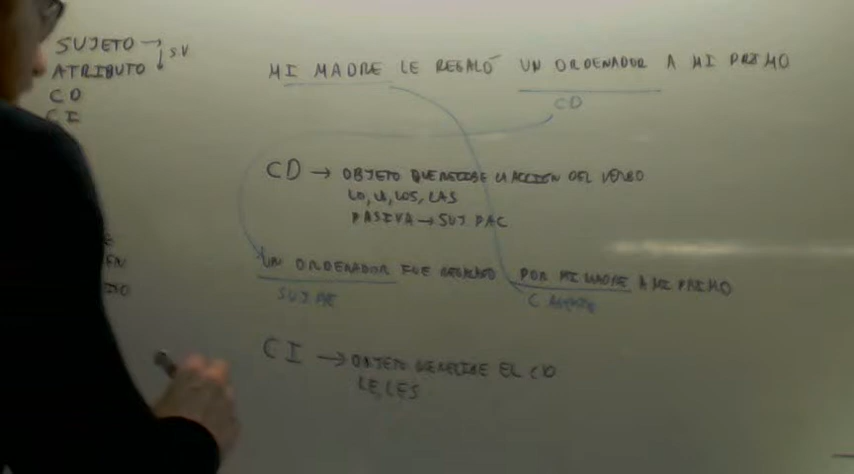 SUJETO → S.V
ATRIBUTO
CD
CI
MI MADRE LE REGALÓ UN ORDENADOR A MI PRIMO
CD
CD → OBJETO QUE RECIBE LA ACCIÓN DEL VERBO
LO, LA, LOS, LAS
PASIVA → SUJ PAC
UN ORDENADOR FUE REGALADO POR MI MADRE A MI PRIMO
C AGENTE
CI → OBJETO QUE RECIBE EL CD
LE, LES